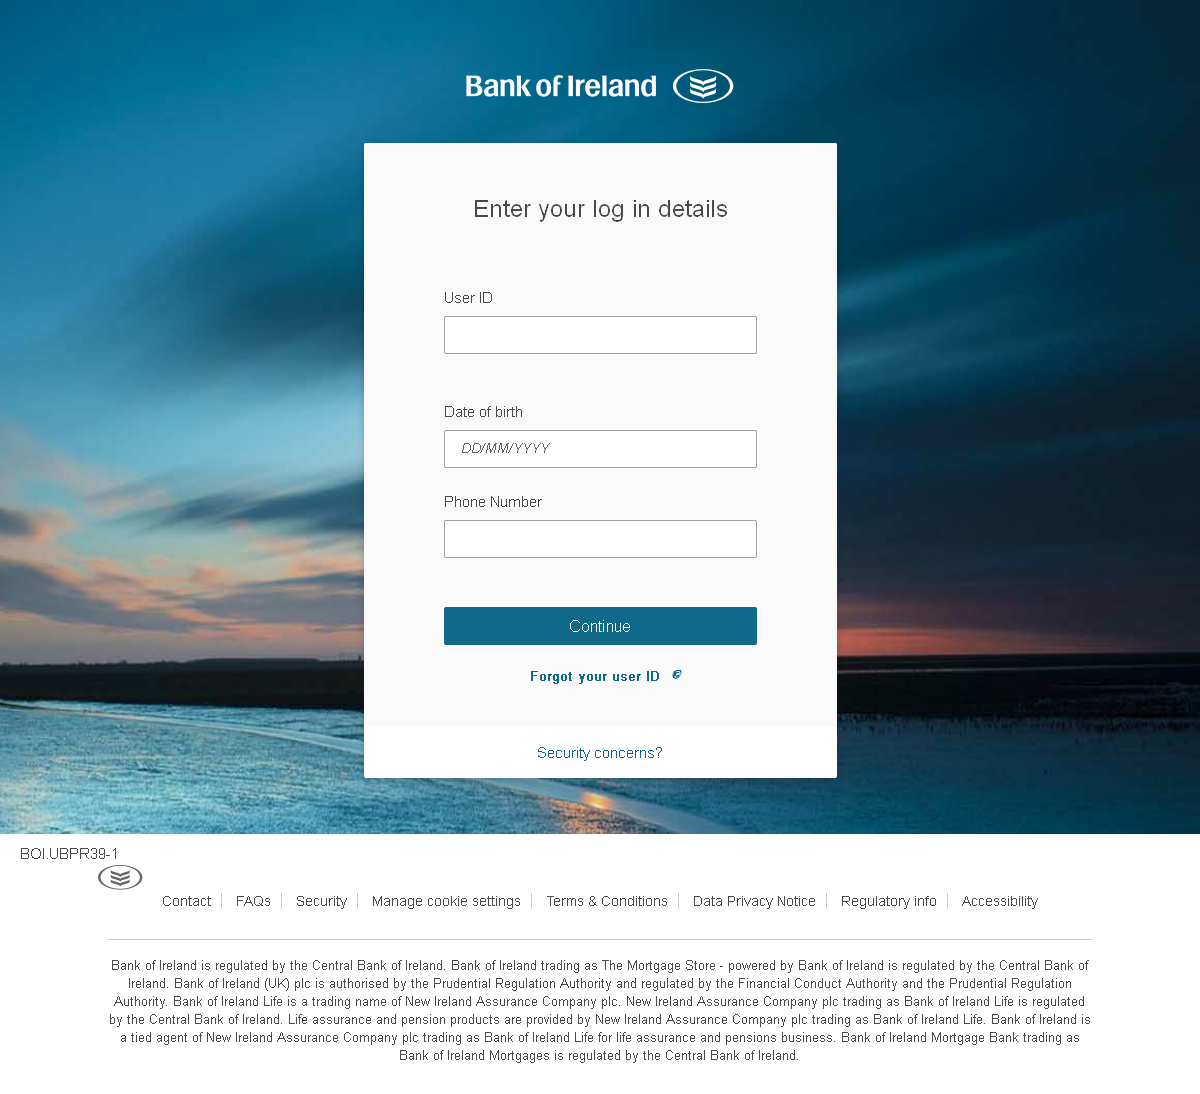 Bank of Ireland
Enter your log in details
User ID
Date of birth
DD/MM/YYYY
Phone Number
Continue
Forgot your user ID
Security concerns?
BOI.UBPR39-1
Contact FAQs Security Manage cookie settings Terms & Conditions Data Privacy Notice Regulatory info Accessibility
Bank of Ireland is regulated by the Central Bank of Ireland. Bank of Ireland trading as The Mortgage Store - powered by Bank of Ireland is regulated by the Central Bank of
Ireland. Bank of Ireland (UK) plc is authorised by the Prudential Regulation Authority and regulated by the Financial Conduct Authority and the Prudential Regulation
Authority. Bank of Ireland Life is a trading name of New Ireland Assurance Company plc. New Ireland Assurance Company plc trading as Bank of Ireland Life is regulated
by the Central Bank of Ireland. Life assurance and pension products are provided by New Ireland Assurance Company plc trading as Bank of Ireland Life. Bank of Ireland is
a tied agent of New Ireland Assurance Company plc trading as Bank of Ireland Life for life assurance and pensions business. Bank of Ireland Mortgage Bank trading as
Bank of Ireland Mortgages is regulated by the Central Bank of Ireland.